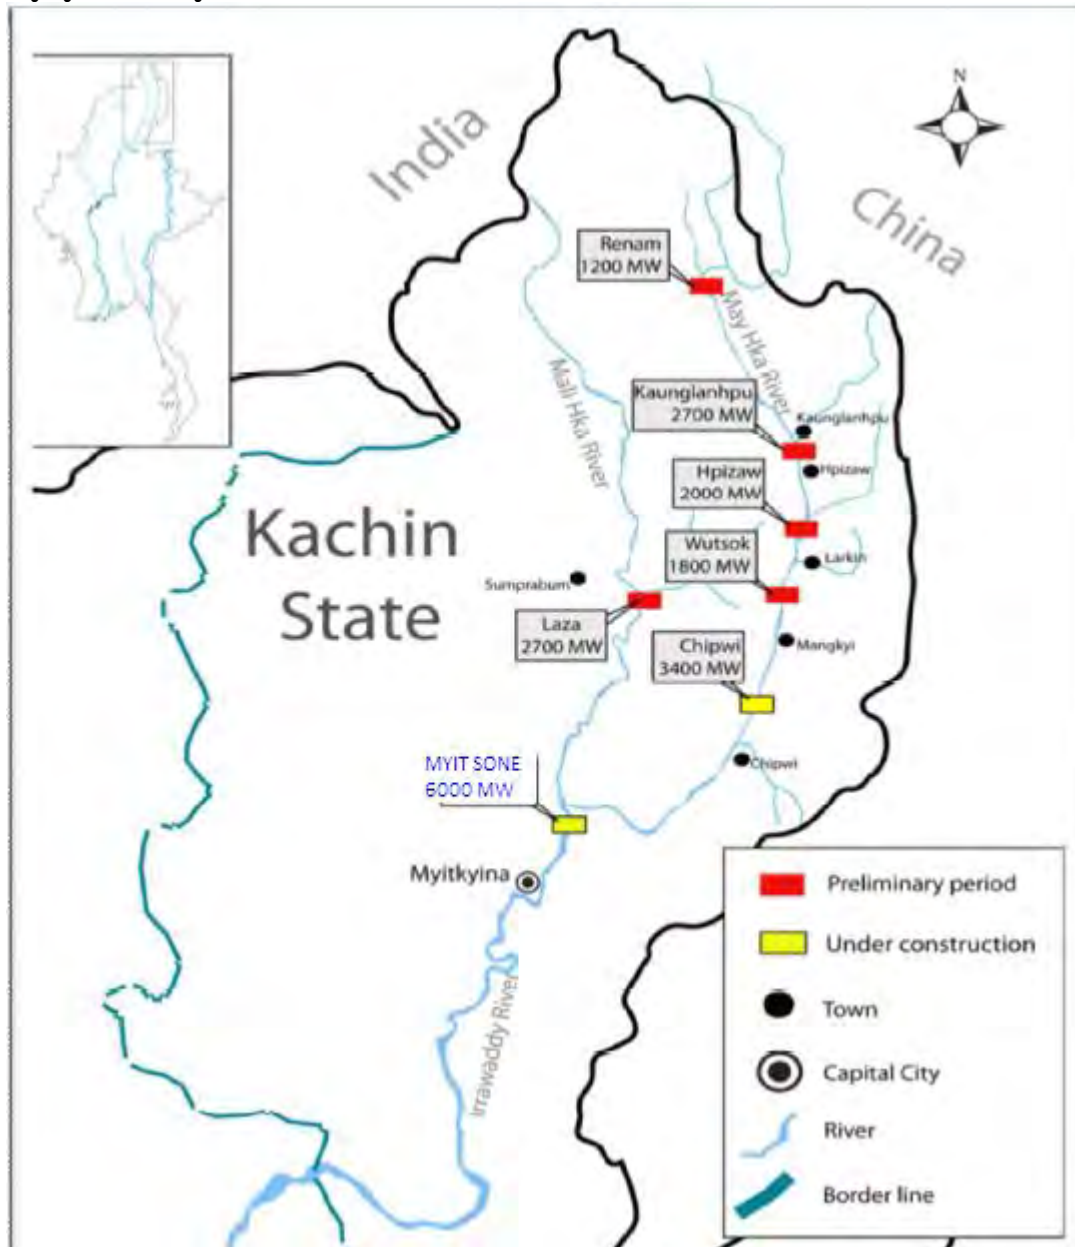 N
India
China
Renam
1200 MW
May Hka River
Mali Hka River
Kaunglanhpu
2700 MW
Kaunglanhpu
Hpizaw
2000 MW
Hpizaw
Kachin
State
Wutsok
1800 MW
Larkin
Sumprabum
Laza
2700 MW
Chipwi
3400 MW
Mangkyi
Chipwi
MYIT SONE
6000 MW
Myitkyina
Irrawaddy River
Preliminary period
Under construction
Town
Capital City
River
Border line